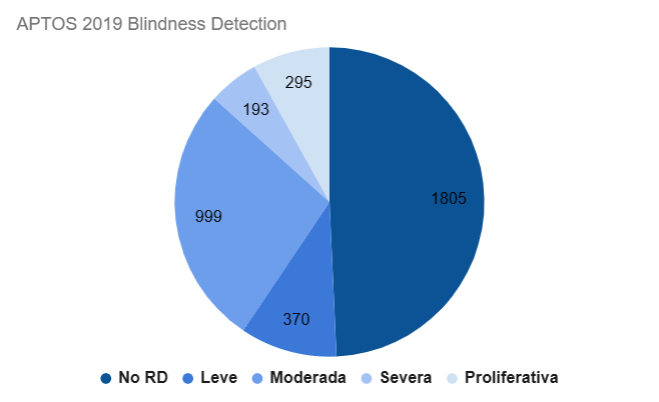 APTOS 2019 Blindness Detection
295
193
1805
999
370
No RD Leve Moderada Severa Proliferativa